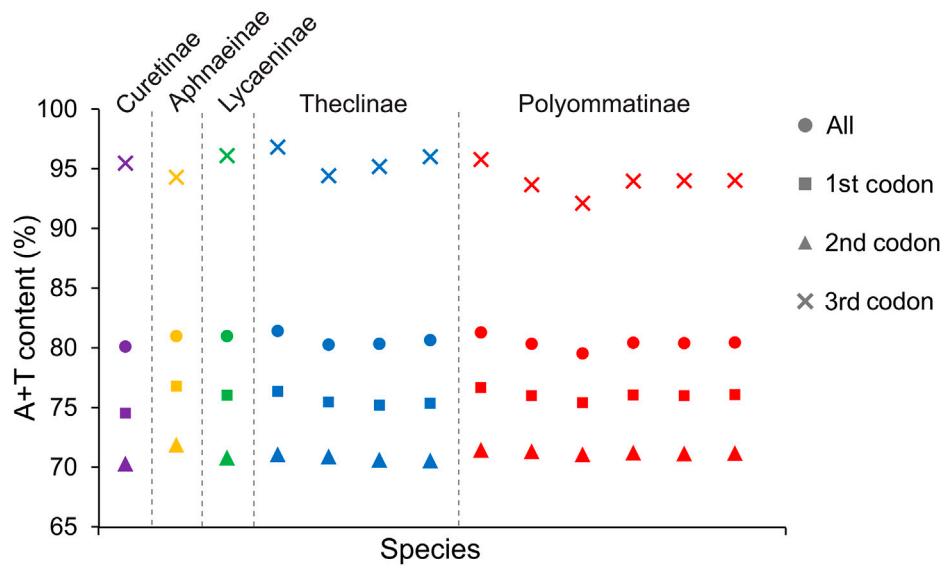 Curetinae
Aphnaeinae
Lycaeninae
Theclinae
Polyommatinae
100
95
90
85
80
75
70
65
A+T content (%)
Species
All
1st codon
2nd codon
3rd codon